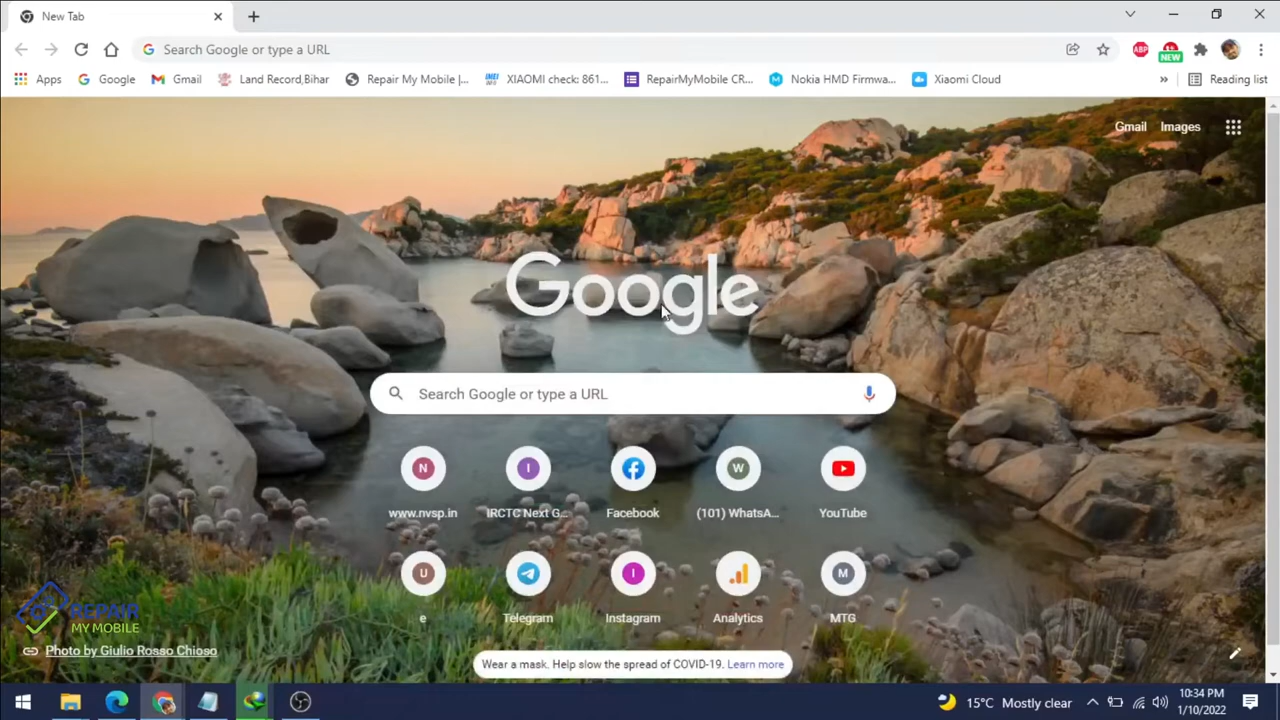 New Tab
Search Google or type a URL
ABP
NEW
Apps
Google
Gmail
Land Record,Bihar
Repair My Mobile |...
IMEI
INFO
XIAOMI check: 861...
RepairMyMobile CR...
Nokia HMD Firmwa...
Xiaomi Cloud
»
Reading list
Gmail
Images
Google
Search Google or type a URL
N
I
W
www.nvsp.in
IRCTC Next G...
Facebook
(101) WhatsA...
YouTube
U
I
M
e
Telegram
Instagram
Analytics
MTG
REPAIR
MY MOBILE
Photo by Giulio Rosso Chioso
Wear a mask. Help slow the spread of COVID-19. Learn more
15°C Mostly clear
10:34 PM
1/10/2022